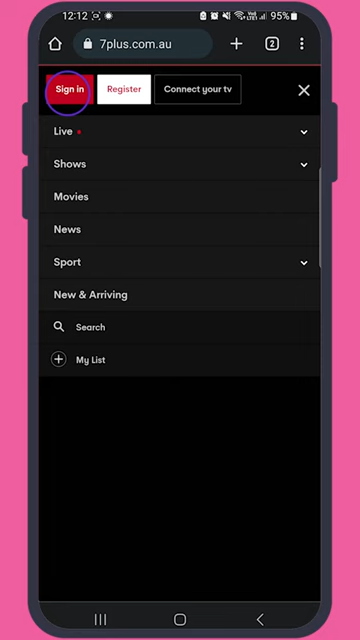 12:12
95%
7plus.com.au
2
Sign in
Register
Connect your tv
Live
Shows
Movies
News
Sport
New & Arriving
Search
My List